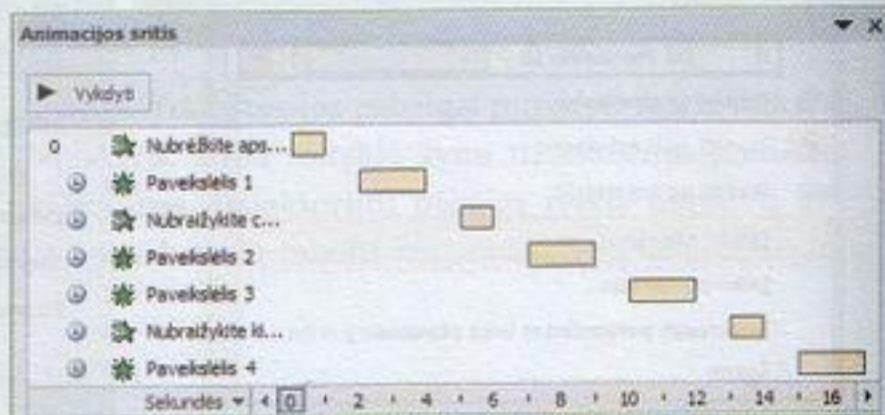 Animacijos sritis
Vykdyti
0 Nubrėžkite aps...
Paveikslėlis 1
Nubraižykite c...
Paveikslėlis 2
Paveikslėlis 3
Nubraižykite ki...
Paveikslėlis 4
Sekundės 0 2 4 6 8 10 12 14 16